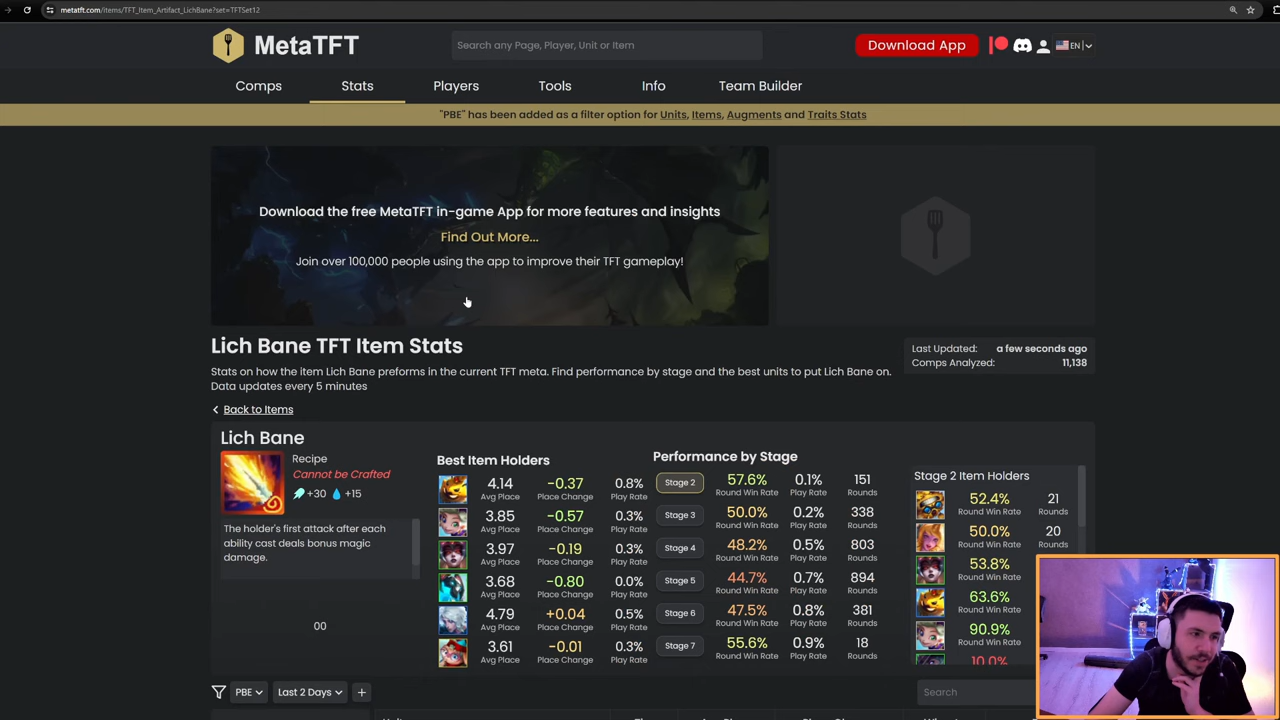 metatft.com/items/TFT_Item_Artifact_LichBane?set=TFTSet12
MetaTFT
Search any Page, Player, Unit or Item
Download App
EN
Comps Stats Players Tools Info Team Builder
"PBE" has been added as a filter option for Units, Items, Augments and Traits Stats
Download the free MetaTFT in-game App for more features and insights
Find Out More...
Join over 100,000 people using the app to improve their TFT gameplay!
Lich Bane TFT Item Stats
Stats on how the item Lich Bane preforms in the current TFT meta. Find performance by stage and the best units to put Lich Bane on.
Data updates every 5 minutes
Last Updated: a few seconds ago
Comps Analyzed: 11,138
Back to Items
Lich Bane
Recipe
Cannot be Crafted
+30 +15
The holder's first attack after each
ability cast deals bonus magic
damage.
00
Best Item Holders
4.14 -0.37 0.8%
Avg Place Place Change Play Rate
3.85 -0.57 0.3%
Avg Place Place Change Play Rate
3.97 -0.19 0.3%
Avg Place Place Change Play Rate
3.68 -0.80 0.0%
Avg Place Place Change Play Rate
4.79 +0.04 0.5%
Avg Place Place Change Play Rate
3.61 -0.01 0.3%
Avg Place Place Change Play Rate
Performance by Stage
Stage 2 57.6% 0.1% 151
Round Win Rate Play Rate Rounds
Stage 3 50.0% 0.2% 338
Round Win Rate Play Rate Rounds
Stage 4 48.2% 0.5% 803
Round Win Rate Play Rate Rounds
Stage 5 44.7% 0.7% 894
Round Win Rate Play Rate Rounds
Stage 6 47.5% 0.8% 381
Round Win Rate Play Rate Rounds
Stage 7 55.6% 0.9% 18
Round Win Rate Play Rate Rounds
Stage 2 Item Holders
52.4% 21
Round Win Rate Rounds
50.0% 20
Round Win Rate Rounds
53.8%
Round Win Rate
63.6%
Round Win Rate
90.9%
Round Win Rate
10.0%
PBE Last 2 Days +
Search